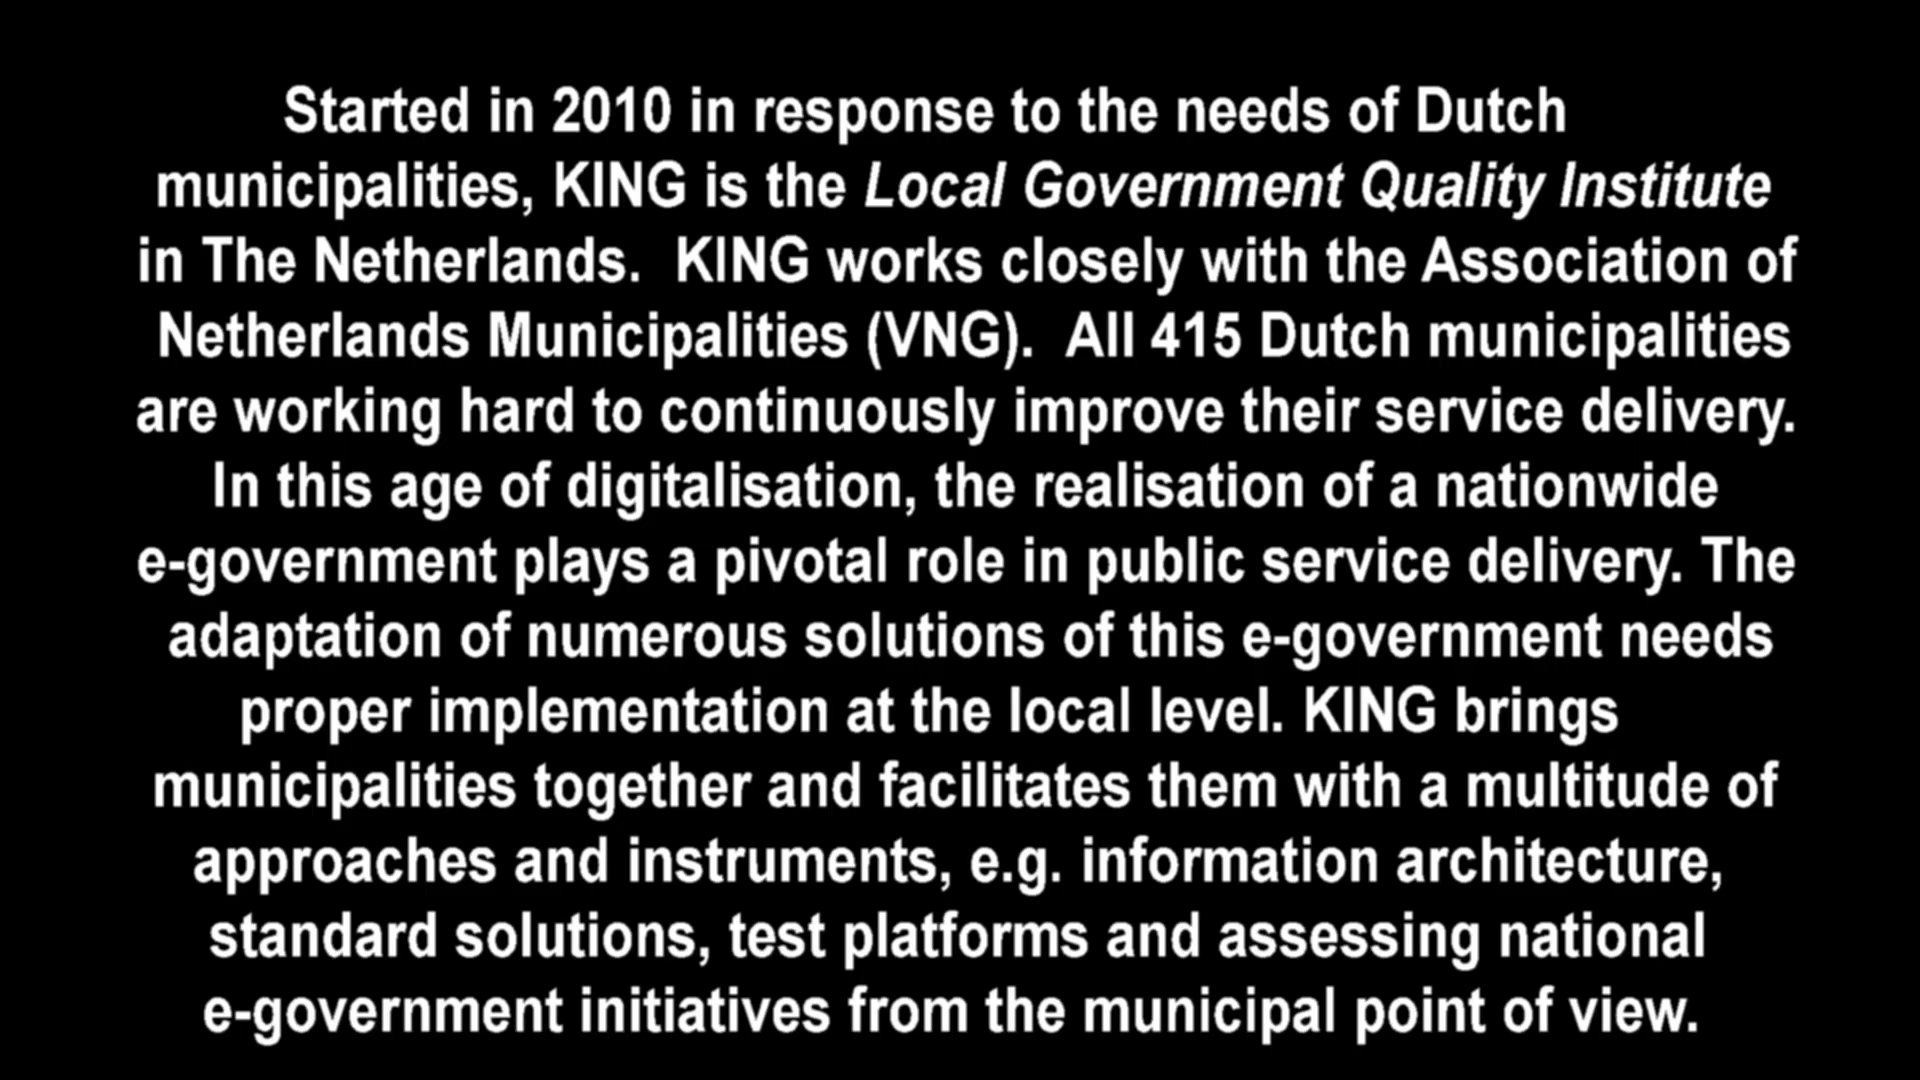 Started in 2010 in response to the needs of Dutch
municipalities, KING is the Local Government Quality Institute
in The Netherlands.  KING works closely with the Association of
Netherlands Municipalities (VNG).  All 415 Dutch municipalities
are working hard to continuously improve their service delivery.
In this age of digitalisation, the realisation of a nationwide
e-government plays a pivotal role in public service delivery. The
adaptation of numerous solutions of this e-government needs
proper implementation at the local level. KING brings
municipalities together and facilitates them with a multitude of
approaches and instruments, e.g. information architecture,
standard solutions, test platforms and assessing national
e-government initiatives from the municipal point of view.